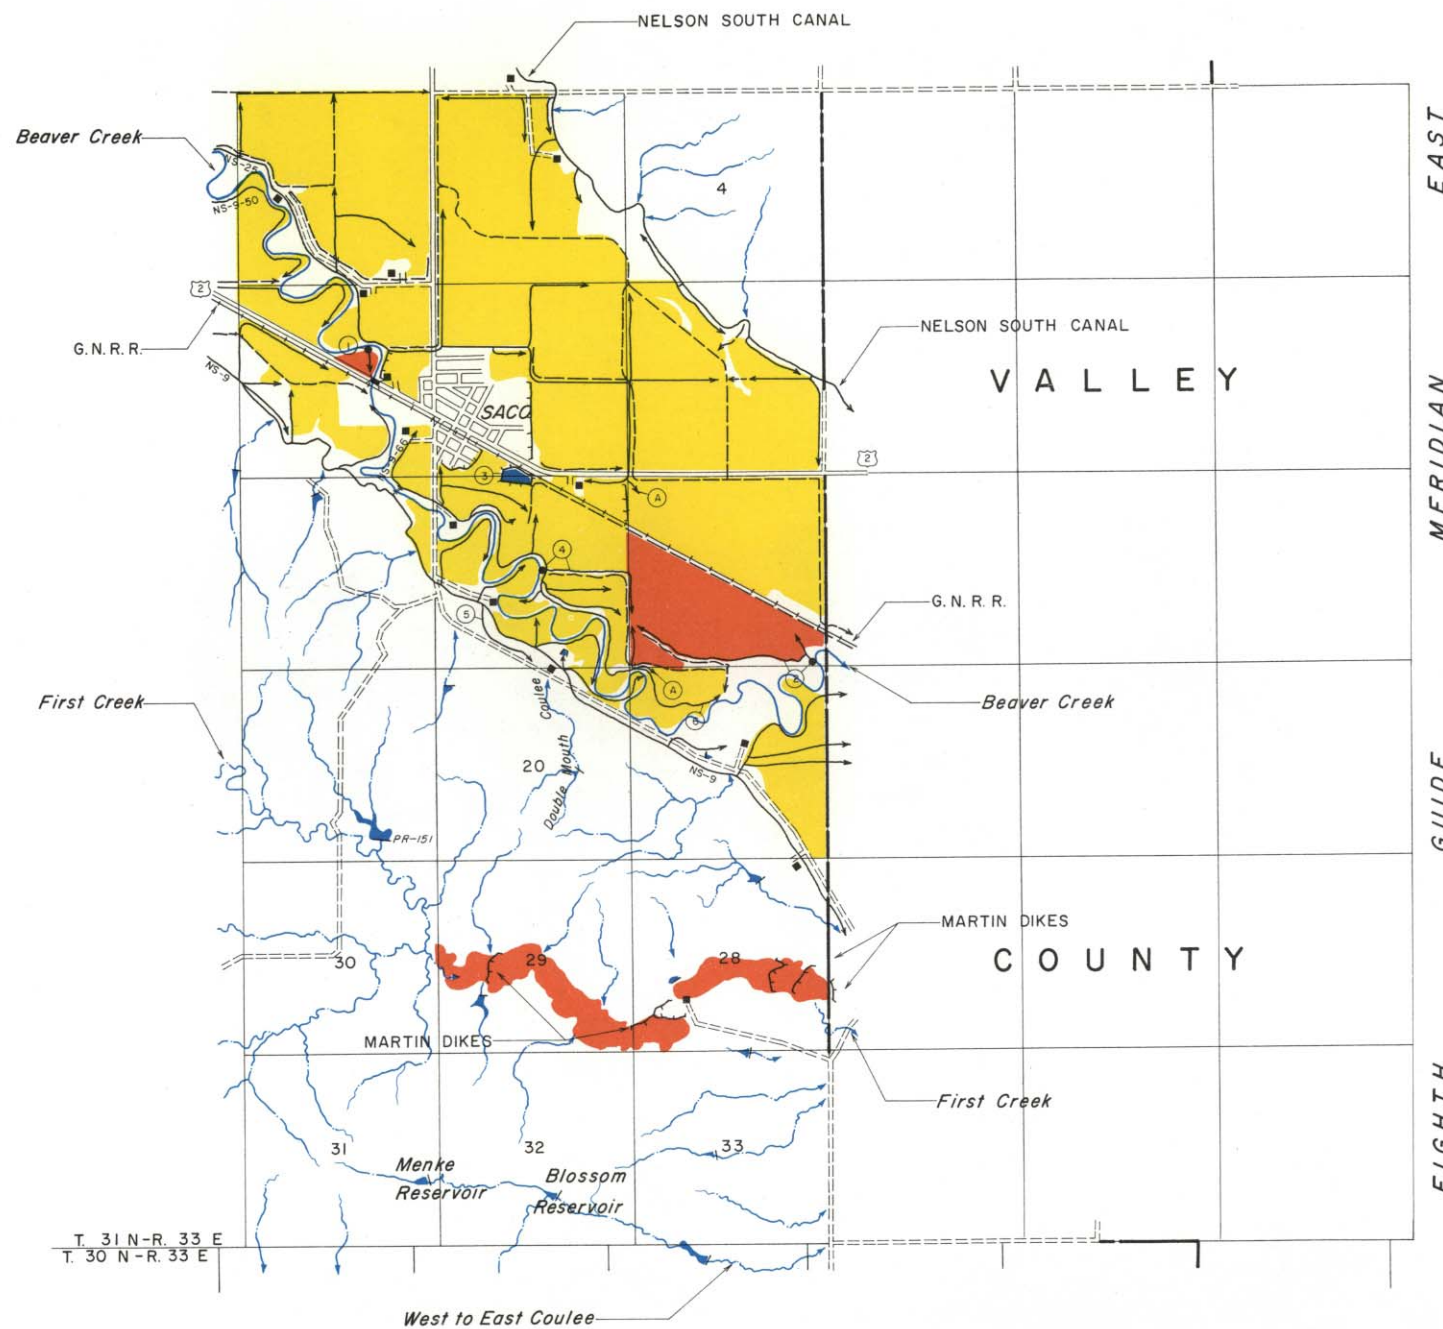 NELSON SOUTH CANAL
EAST
Beaver Creek
NS-25
4
NS-9-50
2
NELSON SOUTH CANAL
G.N.R.R.
1
NS-9
VALLEY
MERIDIAN
SACO
2
3
A
4
5
G.N.R.R.
2
A
First Creek
Beaver Creek
6
Double Mouth Coulee
20
NS-9
GUIDE
PR-151
MARTIN DIKES
30
29
28
COUNTY
MARTIN DIKES
First Creek
EIGHTH
31
32
33
Menke
Reservoir
Blossom
Reservoir
T. 31 N-R. 33 E
T. 30 N-R. 33 E
West to East Coulee